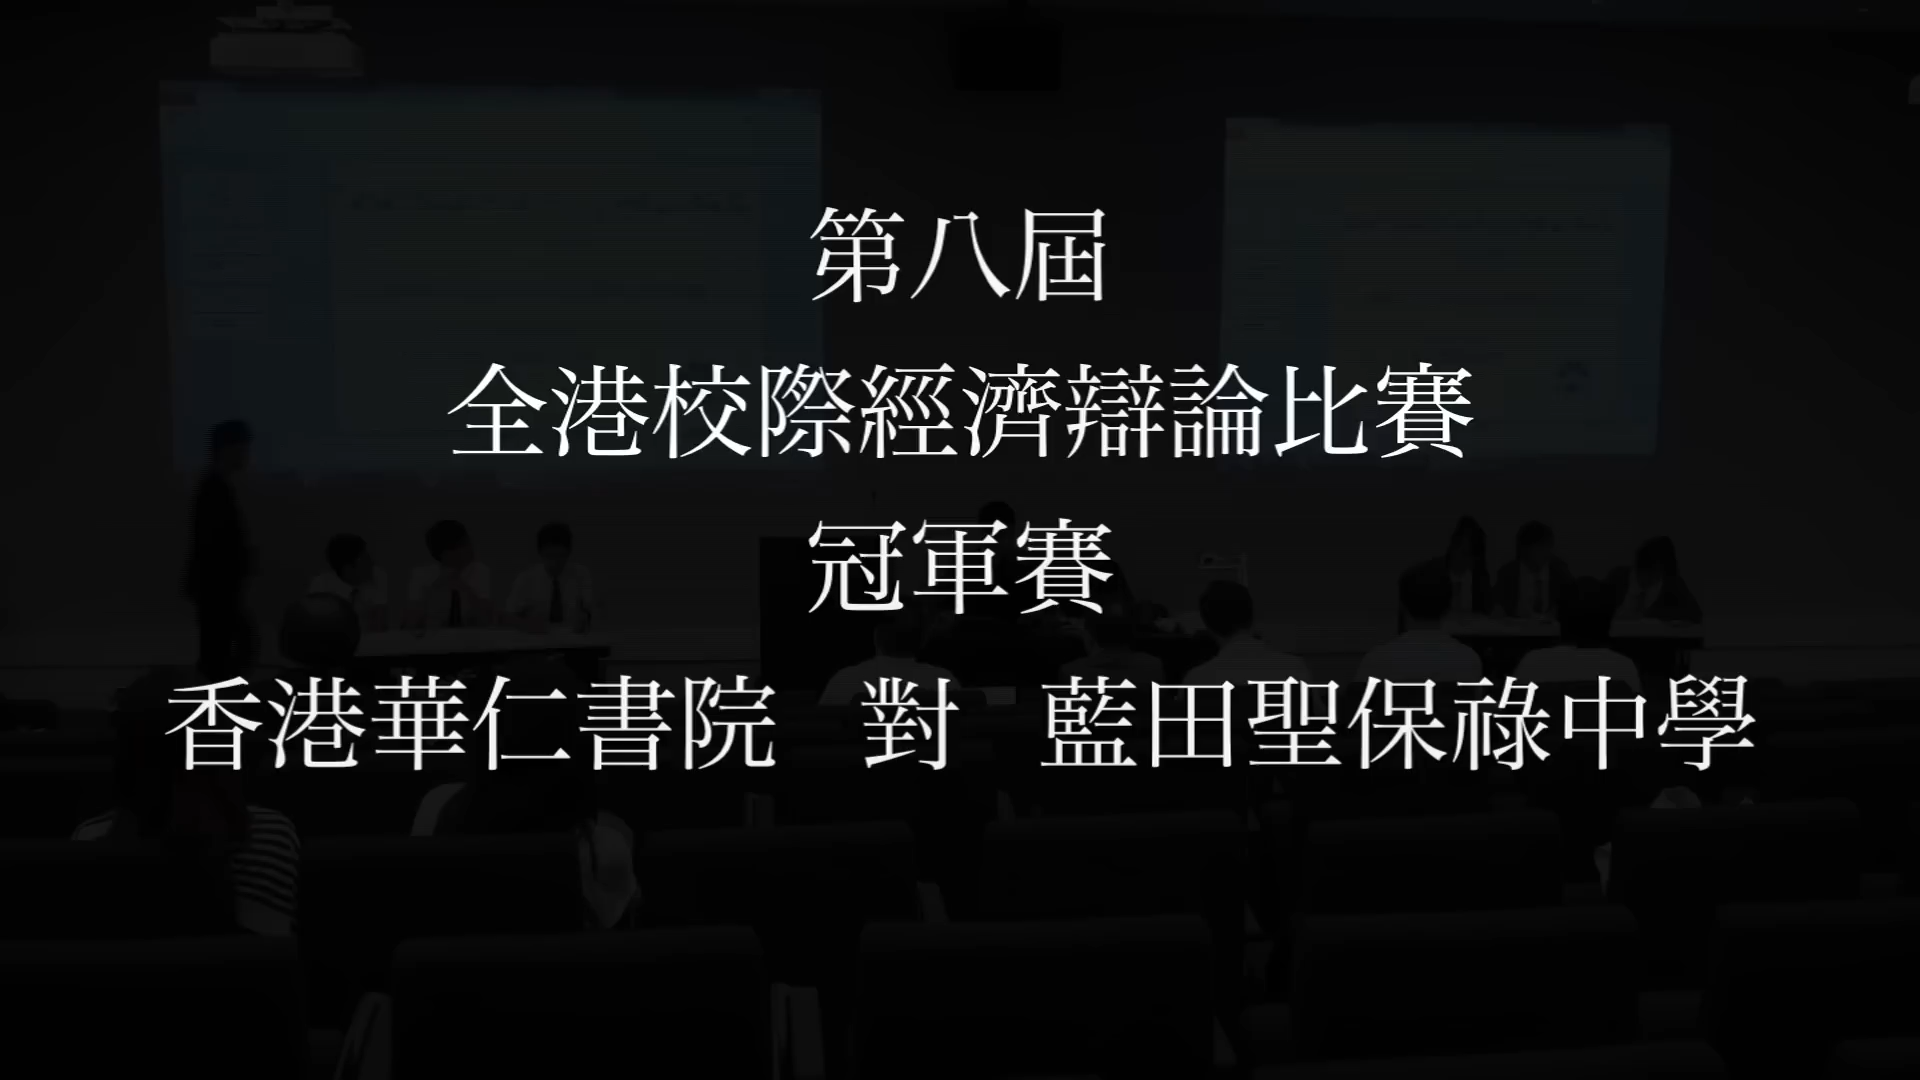 第八屆
全港校際經濟辯論比賽
冠軍賽
香港華仁書院 對 藍田聖保祿中學